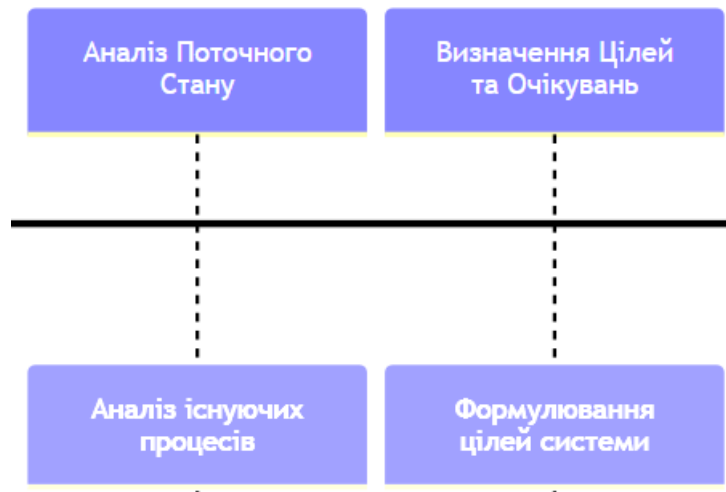 Аналіз Поточного
Стану
Визначення Цілей
та Очікувань
Аналіз існуючих
процесів
Формулювання
цілей системи